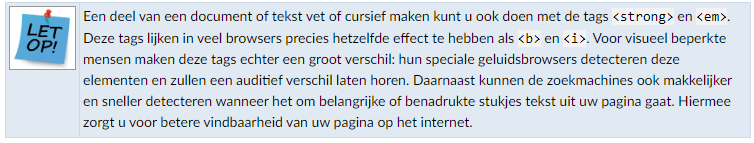 LET OP!
Een deel van een document of tekst vet of cursief maken kunt u ook doen met de tags <strong> en <em>.
Deze tags lijken in veel browsers precies hetzelfde effect te hebben als <b> en <i>. Voor visueel beperkte
mensen maken deze tags echter een groot verschil: hun speciale geluidsbrowsers detecteren deze
elementen en zullen een auditief verschil laten horen. Daarnaast kunnen de zoekmachines ook makkelijker
en sneller detecteren wanneer het om belangrijke of benadrukte stukjes tekst uit uw pagina gaat. Hiermee
zorgt u voor betere vindbaarheid van uw pagina op het internet.